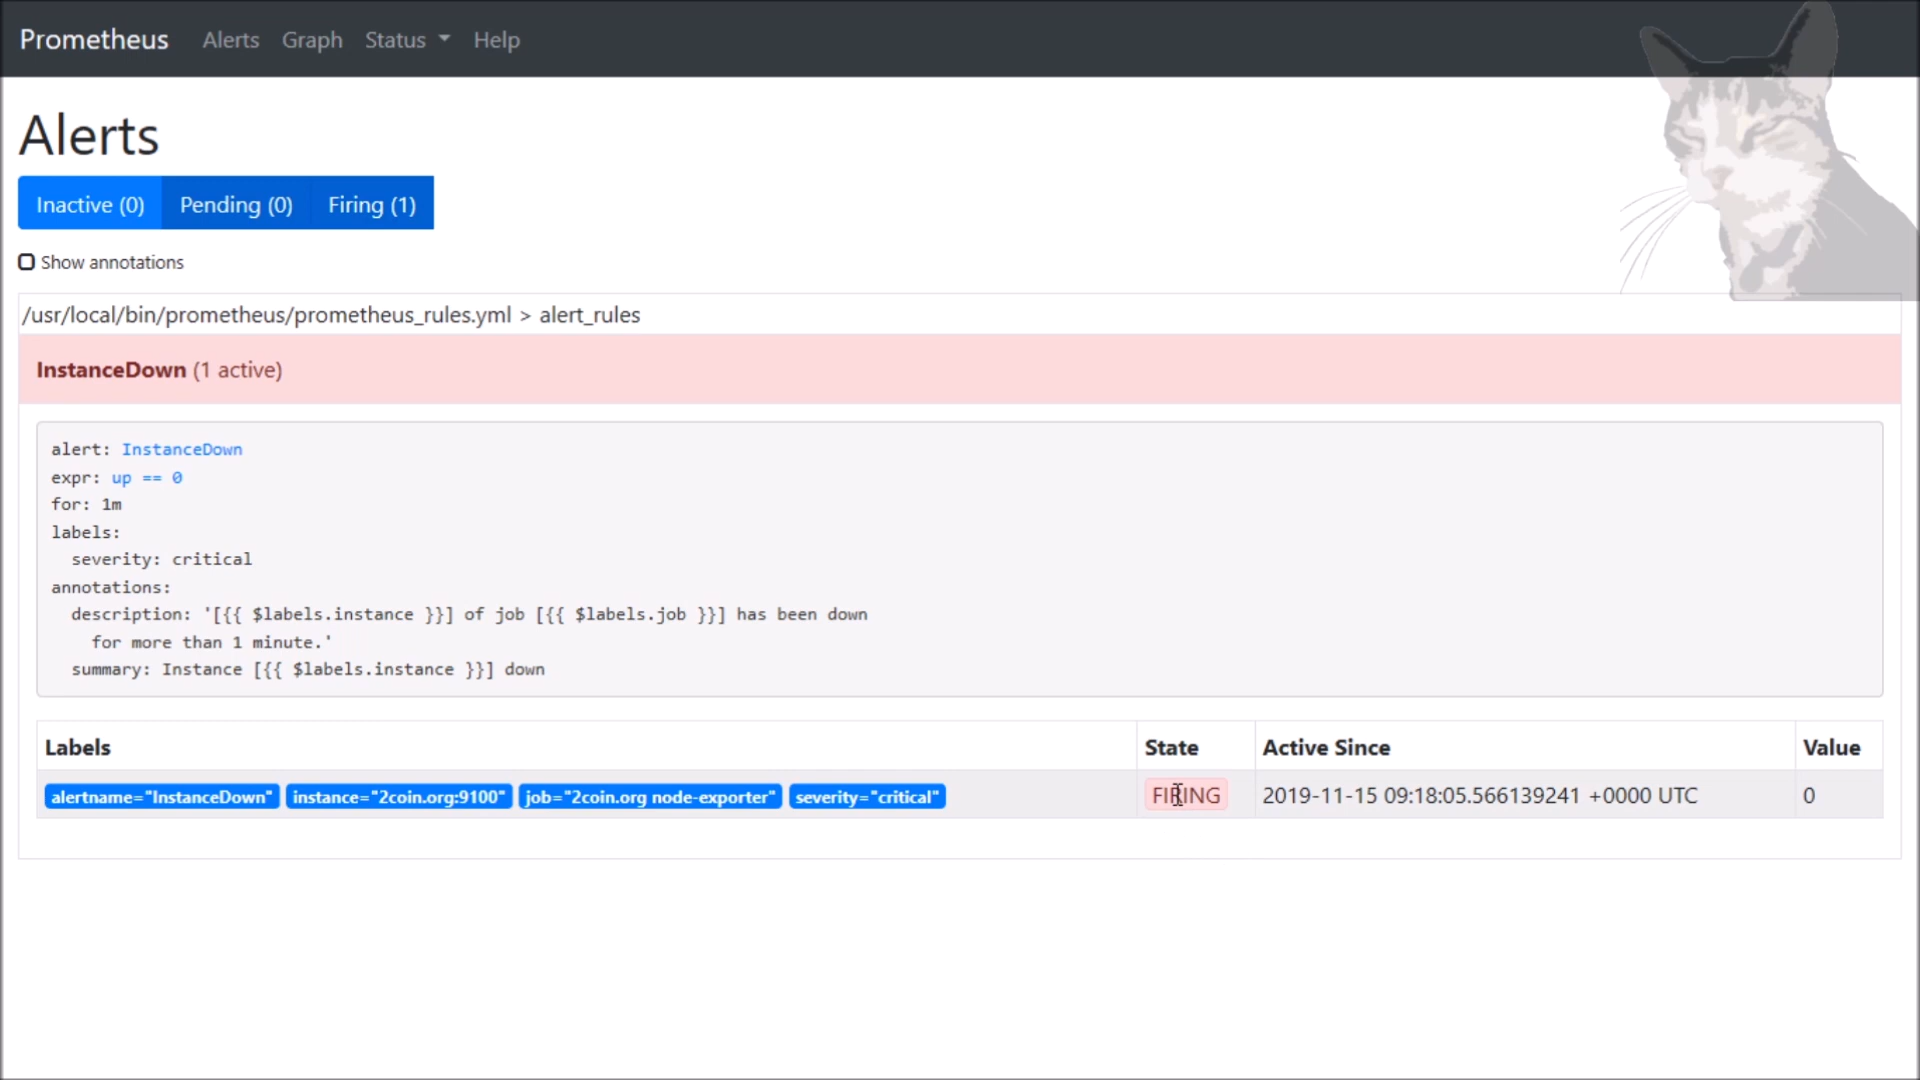 Prometheus Alerts Graph Status Help
Alerts
Inactive (0) Pending (0) Firing (1)
Show annotations
/usr/local/bin/prometheus/prometheus_rules.yml > alert_rules
InstanceDown (1 active)
alert: InstanceDown
expr: up == 0
for: 1m
labels:
severity: critical
annotations:
description: '[{{ $labels.instance }}] of job [{{ $labels.job }}] has been down
for more than 1 minute.'
summary: Instance [{{ $labels.instance }}] down
Labels State Active Since Value
alertname="InstanceDown" instance="2coin.org:9100" job="2coin.org node-exporter" severity="critical" FIRING 2019-11-15 09:18:05.566139241 +0000 UTC 0